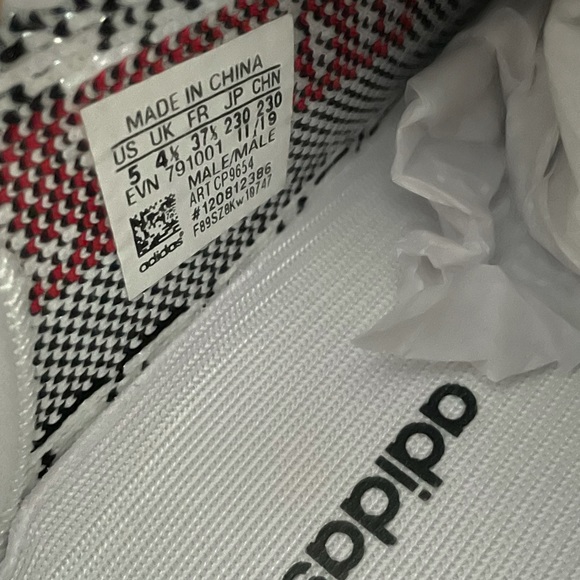 MADE IN CHINA
US UK FR JP CHN
5 4½ 37⅓ 230 230
EVN 791001 11/19
MALE/MALE
ART CP9654
#120812386
F89SZ8Kw10747
adidas
adidas